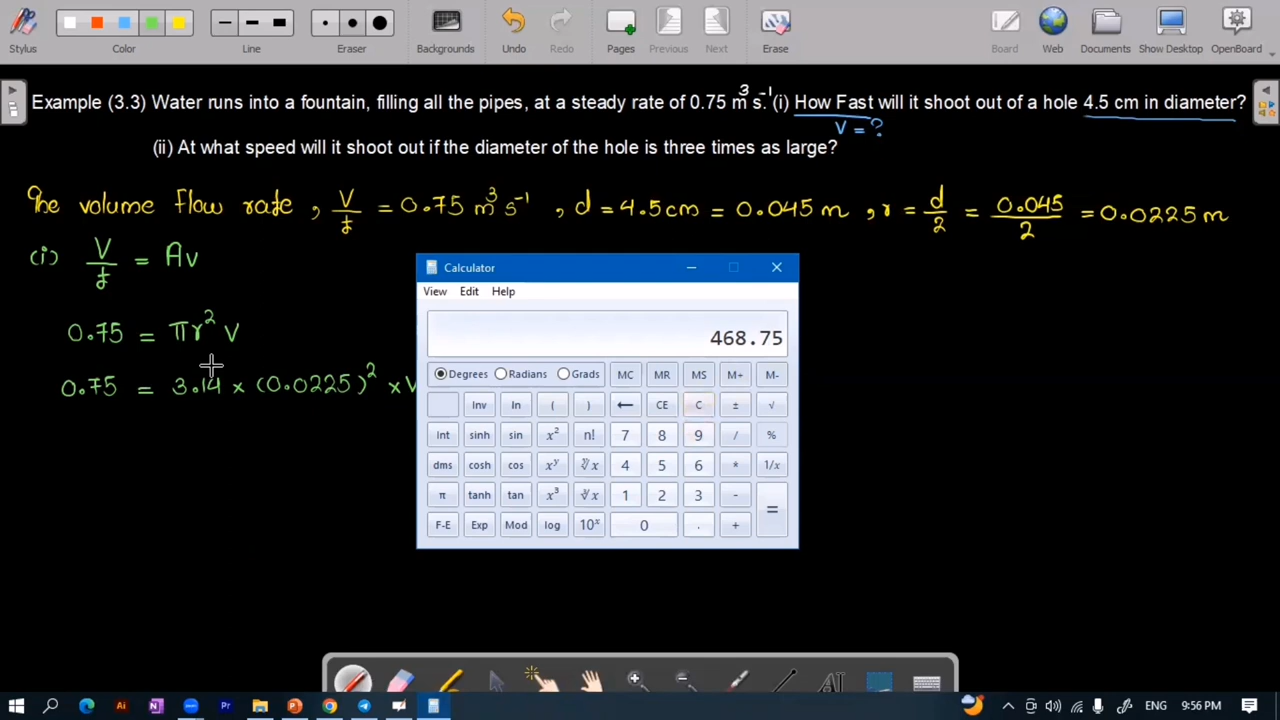 Stylus
Color
Line
Eraser
Backgrounds
Undo
Redo
Pages
Previous
Next
Erase
Board
Web
Documents
Show Desktop
OpenBoard
Example (3.3) Water runs into a fountain, filling all the pipes, at a steady rate of 0.75 m³ s⁻¹. (i) How Fast will it shoot out of a hole 4.5 cm in diameter?
V = ?
(ii) At what speed will it shoot out if the diameter of the hole is three times as large?
The volume flow rate , V/t = 0.75 m³ s⁻¹ , d = 4.5 cm = 0.045 m , r = d/2 = 0.045/2 = 0.0225 m
(i) V/t = Av
0.75 = πr² v
0.75 = 3.14 × (0.0225)² × v
Calculator
View Edit Help
468.75
Degrees Radians Grads MC MR MS M+ M-
Inv ln ( ) ← CE C ± √
Int sinh sin x² n! 7 8 9 / %
dms cosh cos xʸ ʸ√x 4 5 6 * 1/x
π tanh tan x³ ³√x 1 2 3 - =
F-E Exp Mod log 10ˣ 0 . +
ENG 9:56 PM